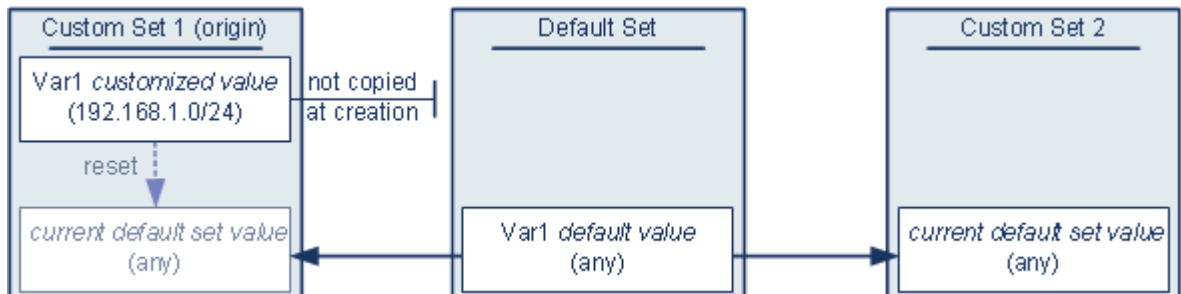 Custom Set 1 (origin)
Var1 customized value
(192.168.1.0/24)
reset
current default set value
(any)
not copied
at creation
Default Set
Var1 default value
(any)
Custom Set 2
current default set value
(any)